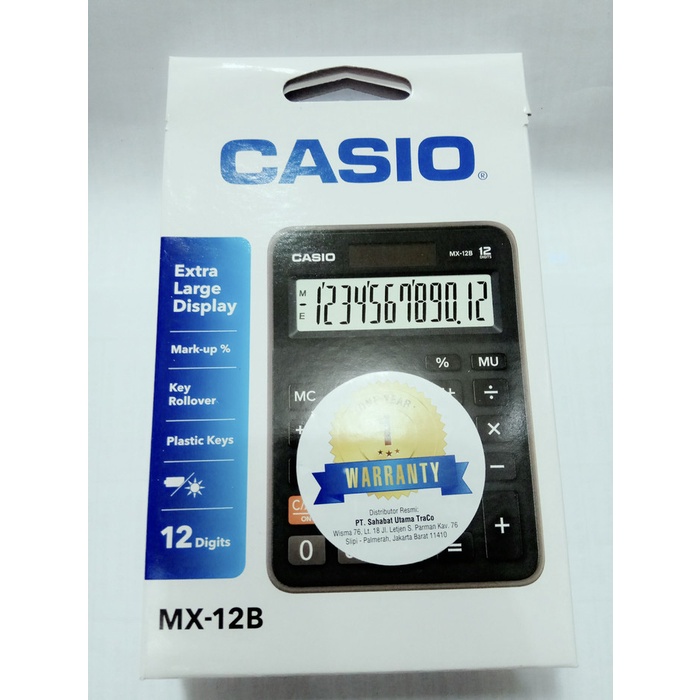 CASIO®
Extra
Large
Display
Mark-up %
Key
Rollover
Plastic Keys
12 Digits
CASIO
MX-12B
12
DIGITS
M
E
1234567890.12
%
MU
MC
÷
×
−
+
=
0
ON
1
WARRANTY
Distributor Resmi:
PT. Sahabat Utama TraCo
Wisma 76, Lt. 18 Jl. Letjen S. Parman Kav. 76
Slipi - Palmerah, Jakarta Barat 11410
MX-12B